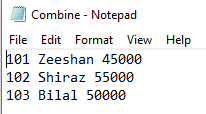 Combine - Notepad
File Edit Format View Help
101 Zeeshan 45000
102 Shiraz 55000
103 Bilal 50000